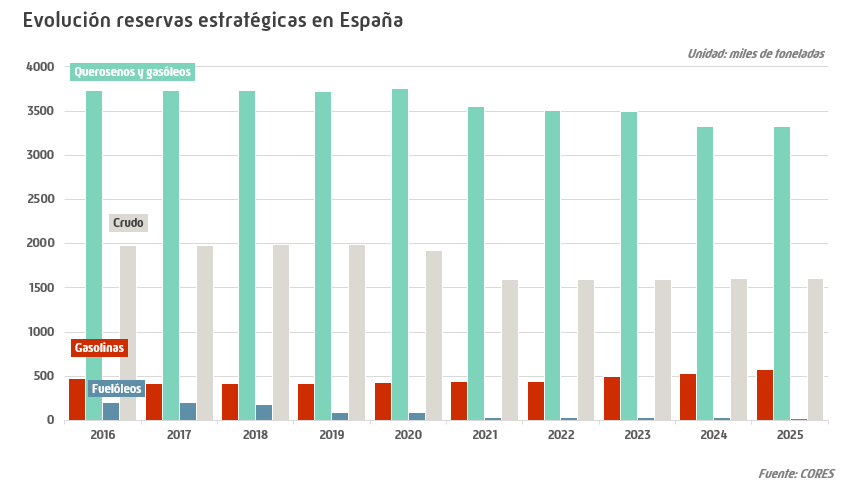 Evolución reservas estratégicas en España
Unidad: miles de toneladas
4000
Querosenos y gasóleos
3500
3000
2500
Crudo
2000
1500
1000
Gasolinas
500
Fuelóleos
0
2016 2017 2018 2019 2020 2021 2022 2023 2024 2025
Fuente: CORES